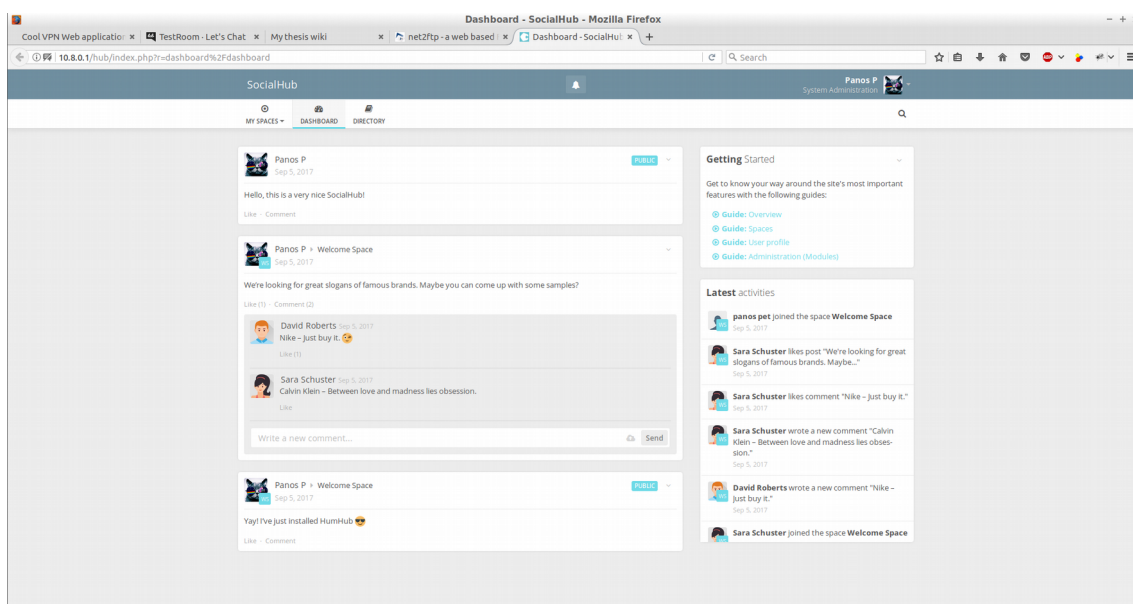 Dashboard - SocialHub - Mozilla Firefox
Cool VPN Web application
TestRoom · Let's Chat
My thesis wiki
net2ftp - a web based
Dashboard - SocialHub
10.8.0.1/hub/index.php?r=dashboard%2Fdashboard
Search
SocialHub
Panos P
System Administration
MY SPACES
DASHBOARD
DIRECTORY
Panos P
PUBLIC
Sep 5, 2017
Hello, this is a very nice SocialHub!
Like · Comment
Panos P Welcome Space
WS
Sep 5, 2017
We're looking for great slogans of famous brands. Maybe you can come up with some samples?
Like (1) · Comment (2)
David Roberts Sep 5, 2017
Nike – Just buy it. 😉
Like (1)
Sara Schuster Sep 5, 2017
Calvin Klein – Between love and madness lies obsession.
Like
Write a new comment...
Send
Panos P Welcome Space
PUBLIC
WS
Sep 5, 2017
Yay! I've just installed HumHub 😎
Like · Comment
Getting Started
Get to know your way around the site's most important
features with the following guides:
Guide: Overview
Guide: Spaces
Guide: User profile
Guide: Administration (Modules)
Latest activities
panos pet joined the space Welcome Space
WS
Sep 5, 2017
Sara Schuster likes post "We're looking for great
WS
slogans of famous brands. Maybe..."
Sep 5, 2017
Sara Schuster likes comment "Nike – Just buy it."
WS
Sep 5, 2017
Sara Schuster wrote a new comment "Calvin
WS
Klein – Between love and madness lies obses-
sion."
Sep 5, 2017
David Roberts wrote a new comment "Nike –
WS
Just buy it."
Sep 5, 2017
Sara Schuster joined the space Welcome Space
WS